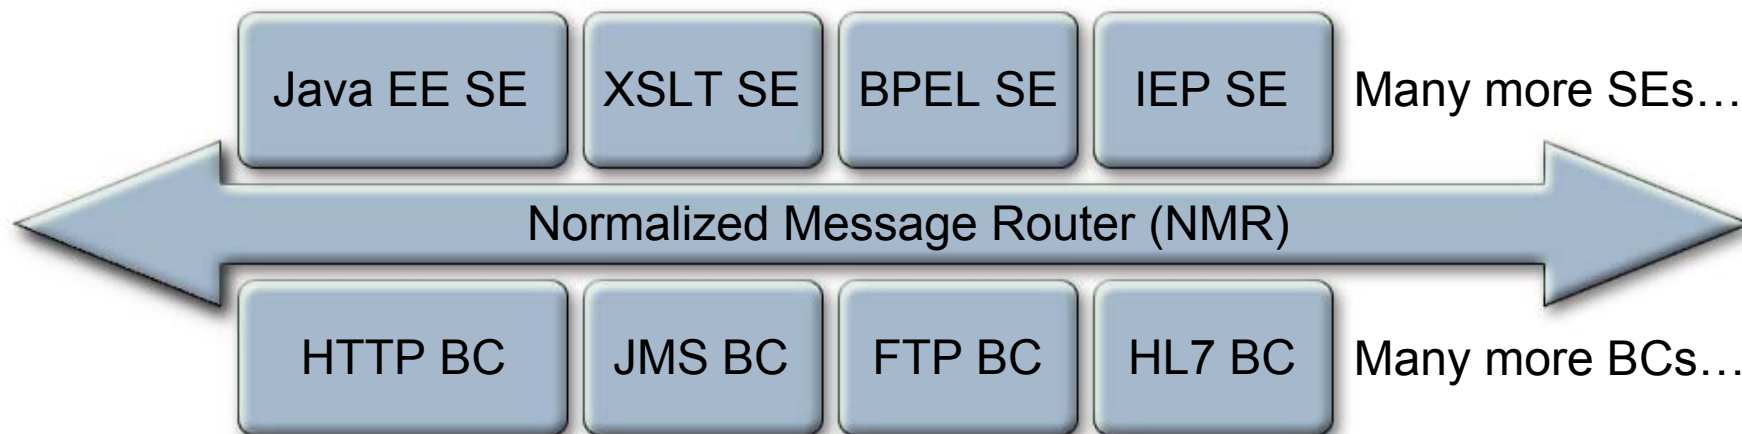 Java EE SE XSLT SE BPEL SE IEP SE Many more SEs…
Normalized Message Router (NMR)
HTTP BC JMS BC FTP BC HL7 BC Many more BCs…